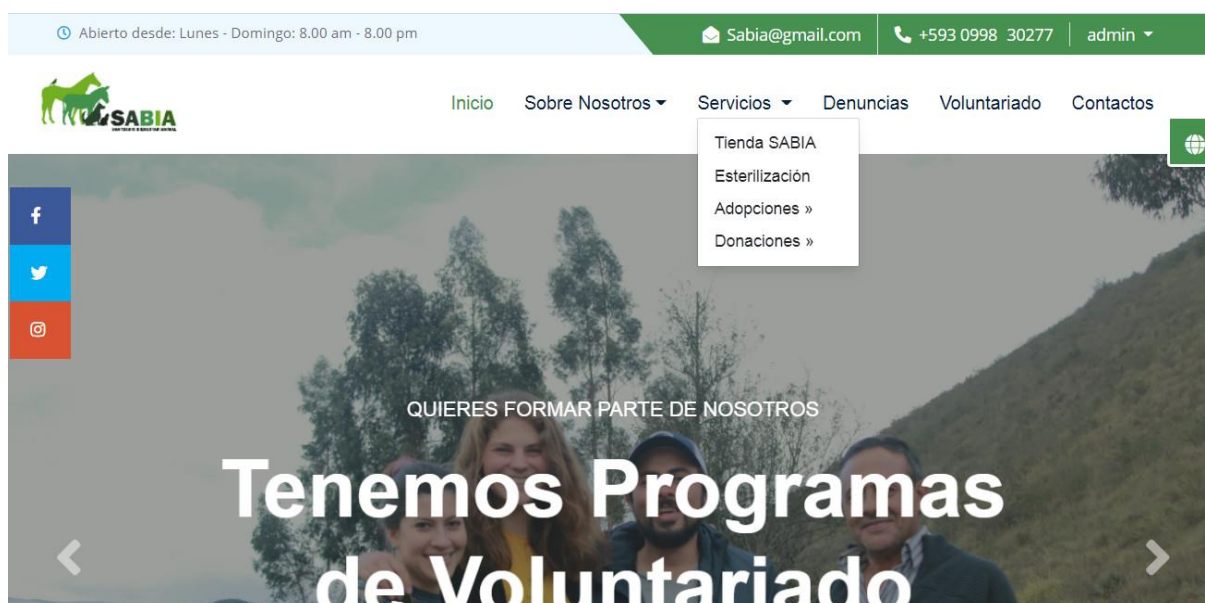 Abierto desde: Lunes - Domingo: 8.00 am - 8.00 pm
Sabia@gmail.com
+593 0998 30277
admin
SABIA
Inicio
Sobre Nosotros
Servicios
Denuncias
Voluntariado
Contactos
Tienda SABIA
Esterilización
Adopciones »
Donaciones »
QUIERES FORMAR PARTE DE NOSOTROS
Tenemos Programas
de Voluntariado